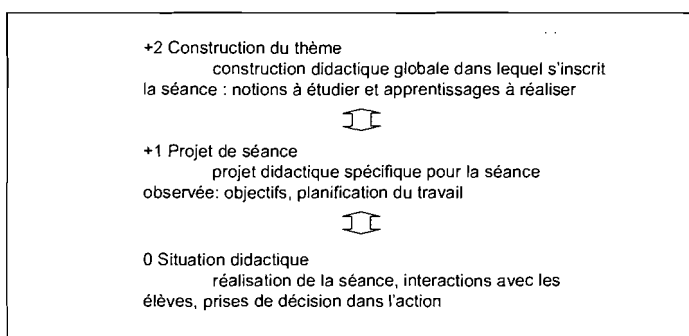 +2 Construction du thème
construction didactique globale dans lequel s'inscrit
la séance : notions à étudier et apprentissages à réaliser
+1 Projet de séance
projet didactique spécifique pour la séance
observée: objectifs, planification du travail
0 Situation didactique
réalisation de la séance, interactions avec les
élèves, prises de décision dans l'action